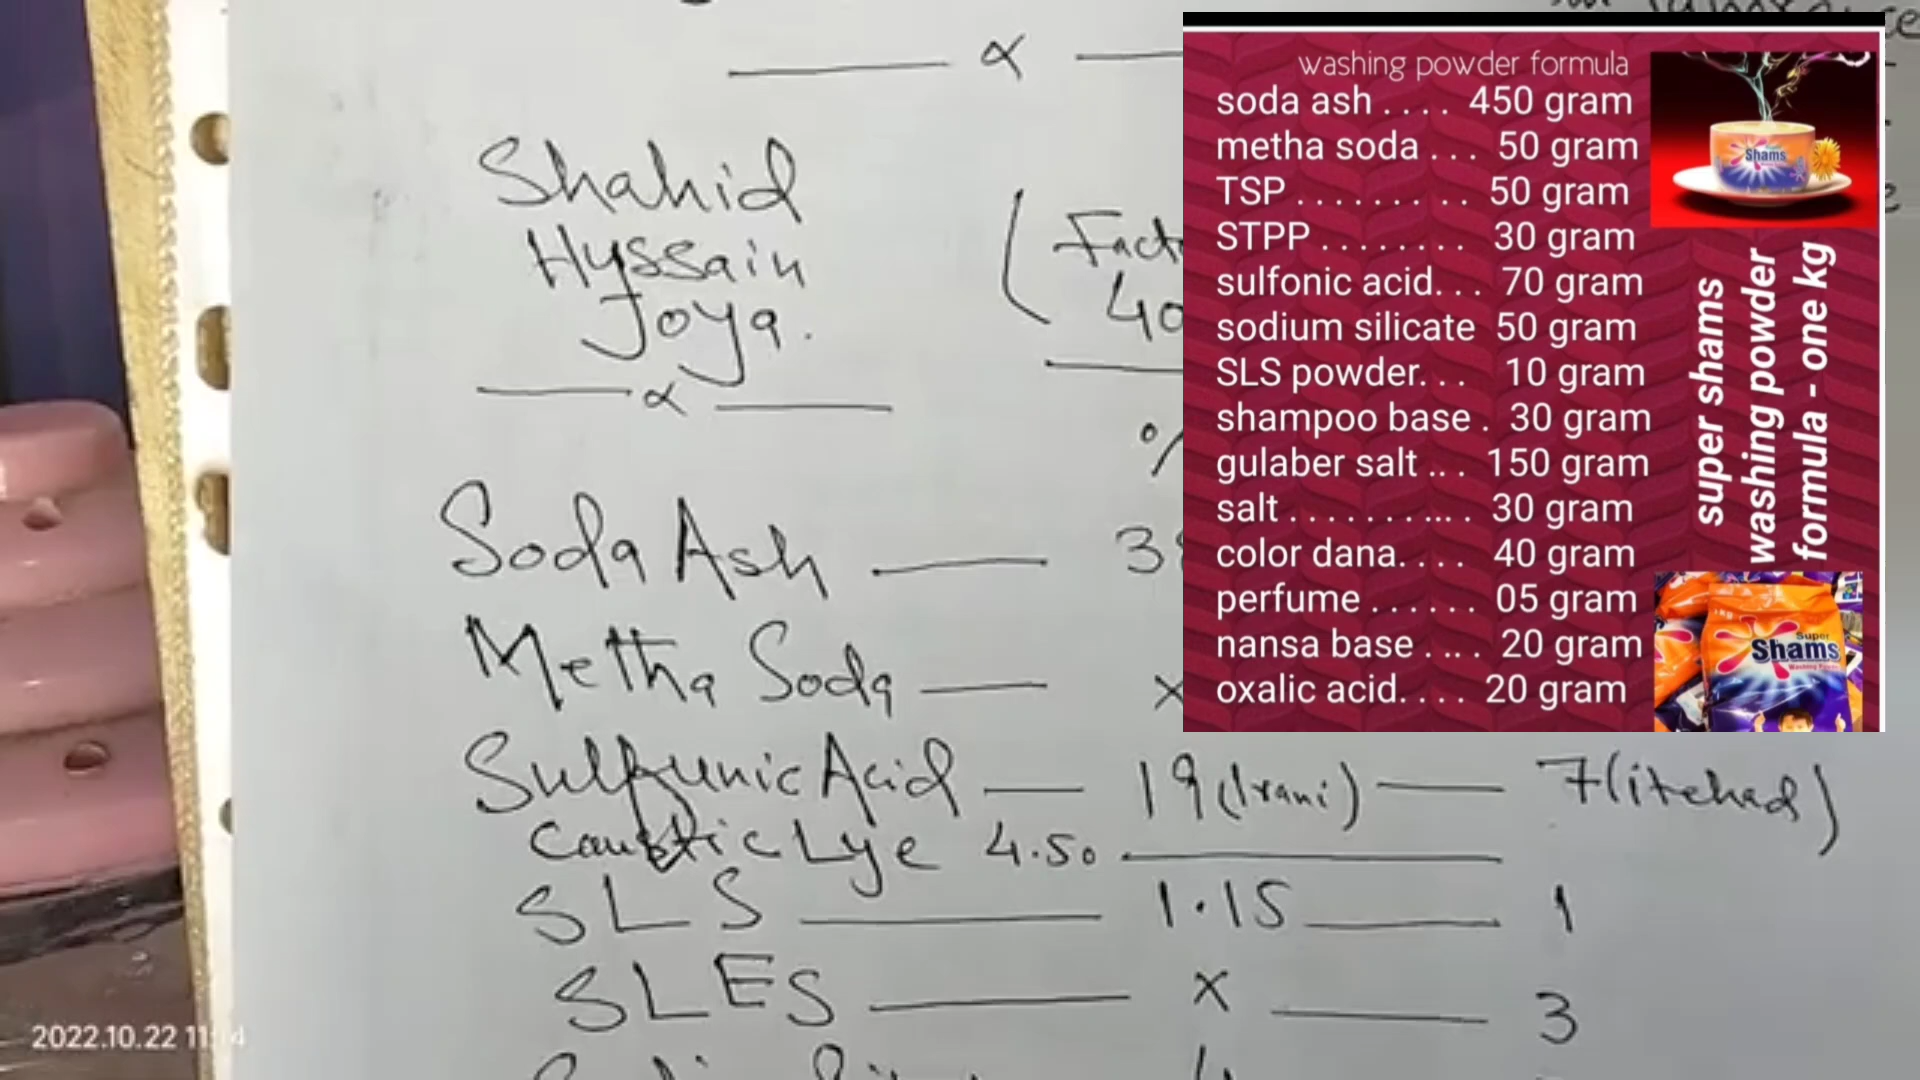 ∝
Shahid
Hyssain
Joya.
∝
(Fact
40
%
Soda Ash — 3
Metha Soda — x
Sulfunic Acid — 19 (Irani) — 7 (itehad)
Caustic Lye 4.50
SLS — 1.15 — 1
SLES — x — 3
2022.10.22
washing powder formula
soda ash . . . . 450 gram
metha soda . . . 50 gram
TSP . . . . . . . . . . 50 gram
STPP . . . . . . . . 30 gram
sulfonic acid. . . 70 gram
sodium silicate 50 gram
SLS powder. . . 10 gram
shampoo base . 30 gram
gulaber salt .. . 150 gram
salt . . . . . . . . ... . 30 gram
color dana. . . . 40 gram
perfume . . . . . . 05 gram
nansa base . .. . 20 gram
oxalic acid. . . . 20 gram
super shams
washing powder
formula - one kg
Shams
Super
Shams